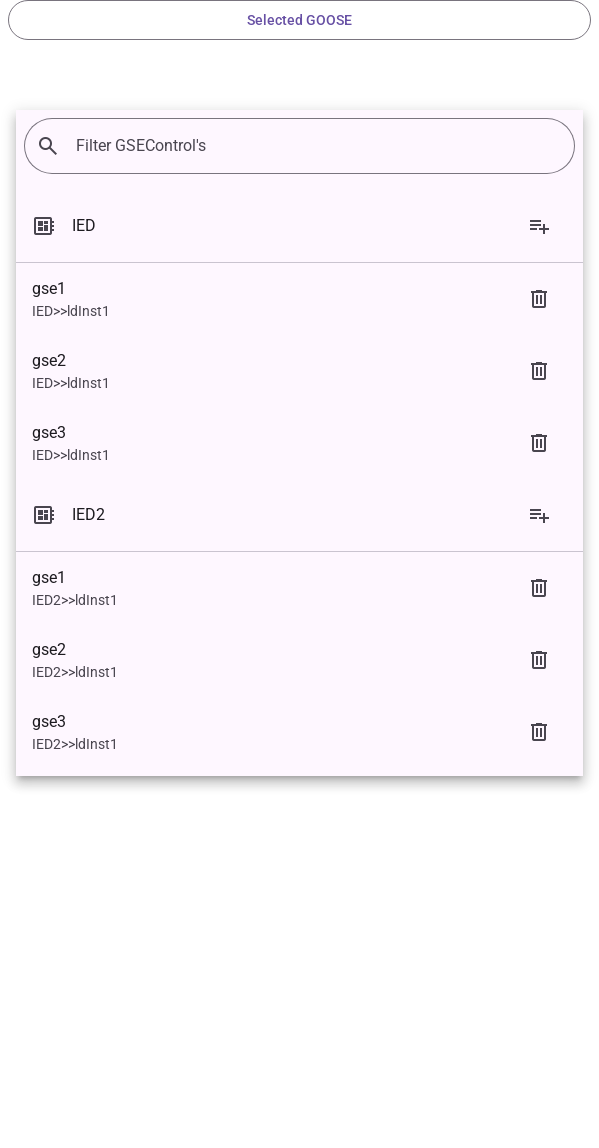 Selected GOOSE
Filter GSEControl's
IED
gse1
IED>>ldInst1
gse2
IED>>ldInst1
gse3
IED>>ldInst1
IED2
gse1
IED2>>ldInst1
gse2
IED2>>ldInst1
gse3
IED2>>ldInst1